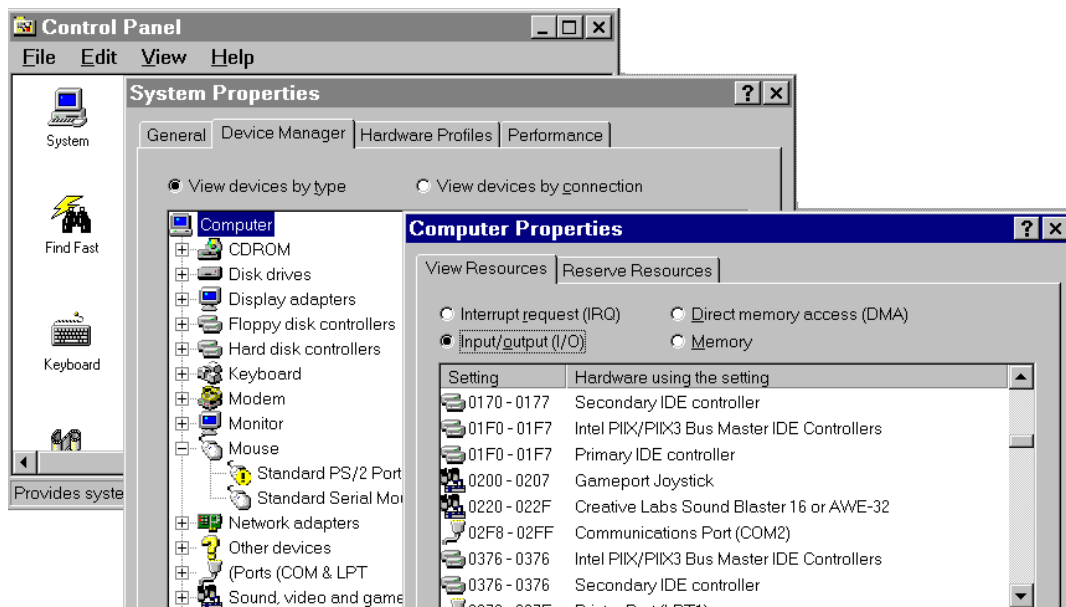 Control Panel
File Edit View Help
System
Find Fast
Keyboard
Provides syste
System Properties
General Device Manager Hardware Profiles Performance
View devices by type View devices by connection
Computer
CDROM
Disk drives
Display adapters
Floppy disk controllers
Hard disk controllers
Keyboard
Modem
Monitor
Mouse
Standard PS/2 Port
Standard Serial Mou
Network adapters
Other devices
(Ports (COM & LPT
Sound, video and game
Computer Properties
View Resources Reserve Resources
Interrupt request (IRQ) Direct memory access (DMA)
Input/output (I/O) Memory
Setting Hardware using the setting
0170 - 0177 Secondary IDE controller
01F0 - 01F7 Intel PIIX/PIIX3 Bus Master IDE Controllers
01F0 - 01F7 Primary IDE controller
0200 - 0207 Gameport Joystick
0220 - 022F Creative Labs Sound Blaster 16 or AWE-32
02F8 - 02FF Communications Port (COM2)
0376 - 0376 Intel PIIX/PIIX3 Bus Master IDE Controllers
0376 - 0376 Secondary IDE controller